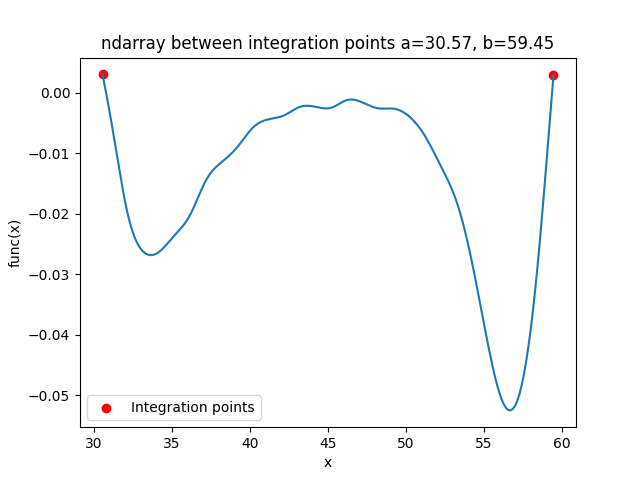 ndarray between integration points a=30.57, b=59.45
0.00
−0.01
−0.02
−0.03
−0.04
−0.05
func(x)
Integration points
30 35 40 45 50 55 60
x